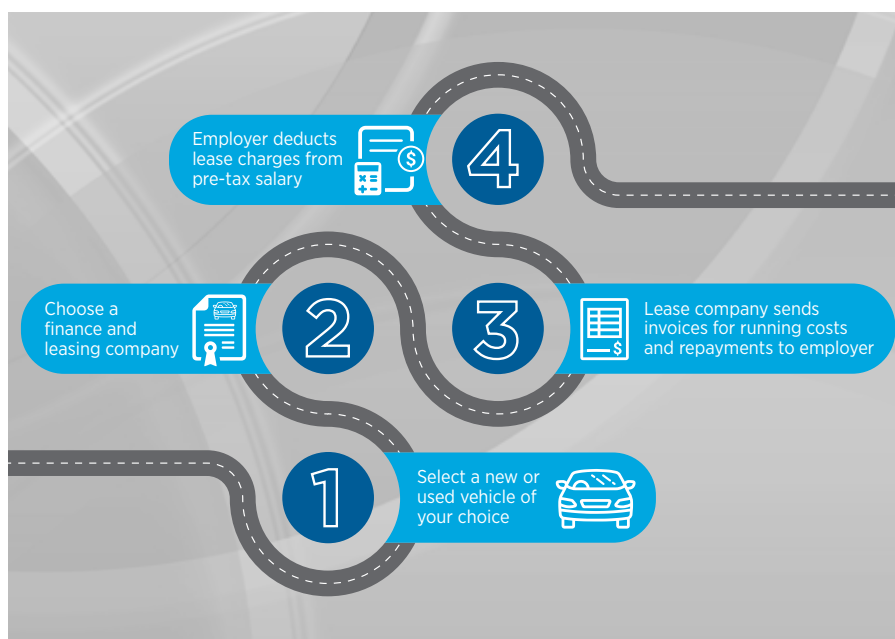 4
Employer deducts
lease charges from
pre-tax salary
2
Choose a
finance and
leasing company
3
Lease company sends
invoices for running costs
and repayments to employer
1
Select a new or
used vehicle of
your choice